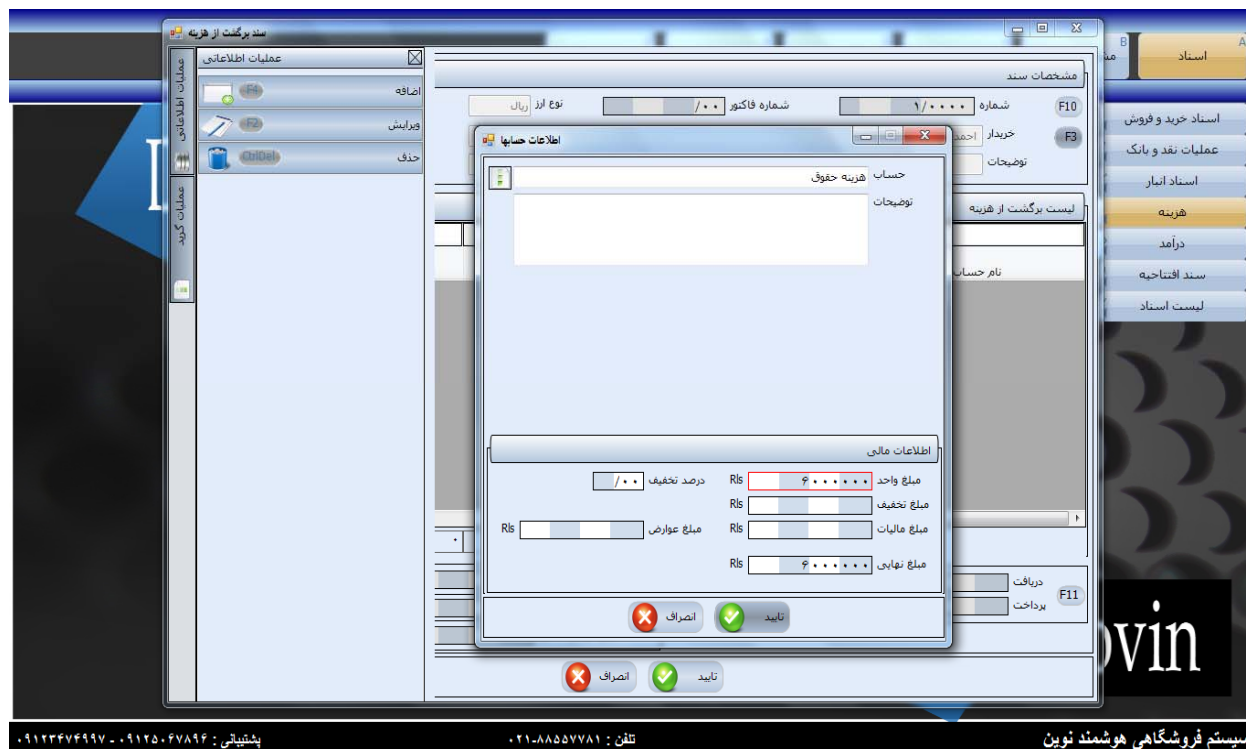 سند برگشت از هزینه
A
اسناد
B
عملیات اطلاعاتی
اضافه F4
ویرایش F2
حذف CtrlDel
عملیات اطلاعاتی
عملیات گرید
مشخصات سند
F10 شماره ۱/۰۰۰۰ شماره فاکتور /۰۰ نوع ارز ریال
F3 خریدار احمد
توضیحات
لیست برگشت از هزینه
نام حساب
دریافت
F11
پرداخت
تایید انصراف
اطلاعات حسابها
حساب هزینه حقوق
توضیحات
اطلاعات مالی
مبلغ واحد ۶۰۰۰۰۰۰ Rls درصد تخفیف /۰۰
مبلغ تخفیف Rls
مبلغ مالیات Rls مبلغ عوارض Rls
مبلغ نهایی ۶۰۰۰۰۰۰ Rls
تایید انصراف
اسناد خرید و فروش
عملیات نقد و بانک
اسناد انبار
هزینه
درآمد
سند افتتاحیه
لیست اسناد
ovin
سیستم فروشگاهی هوشمند نوین
تلفن : ۰۲۱-۸۸۵۵۷۷۸۱
پشتیبانی : ۰۹۱۲۵۰۶۷۸۹۶ - ۰۹۱۲۳۴۷۴۹۹۷